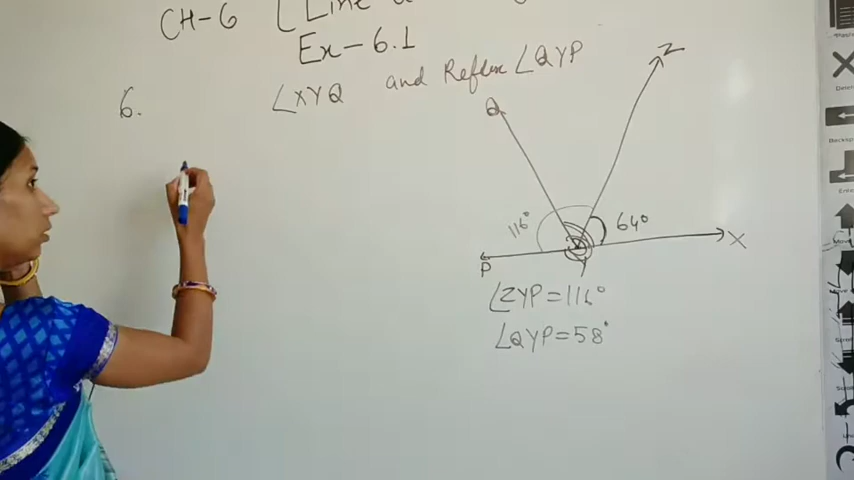 CH-6 [Line a
Ex-6.1
6. ∠XYQ and Reflex ∠QYP
Q
Z
116°
64°
P
X
∠ZYP=116°
∠QYP=58°